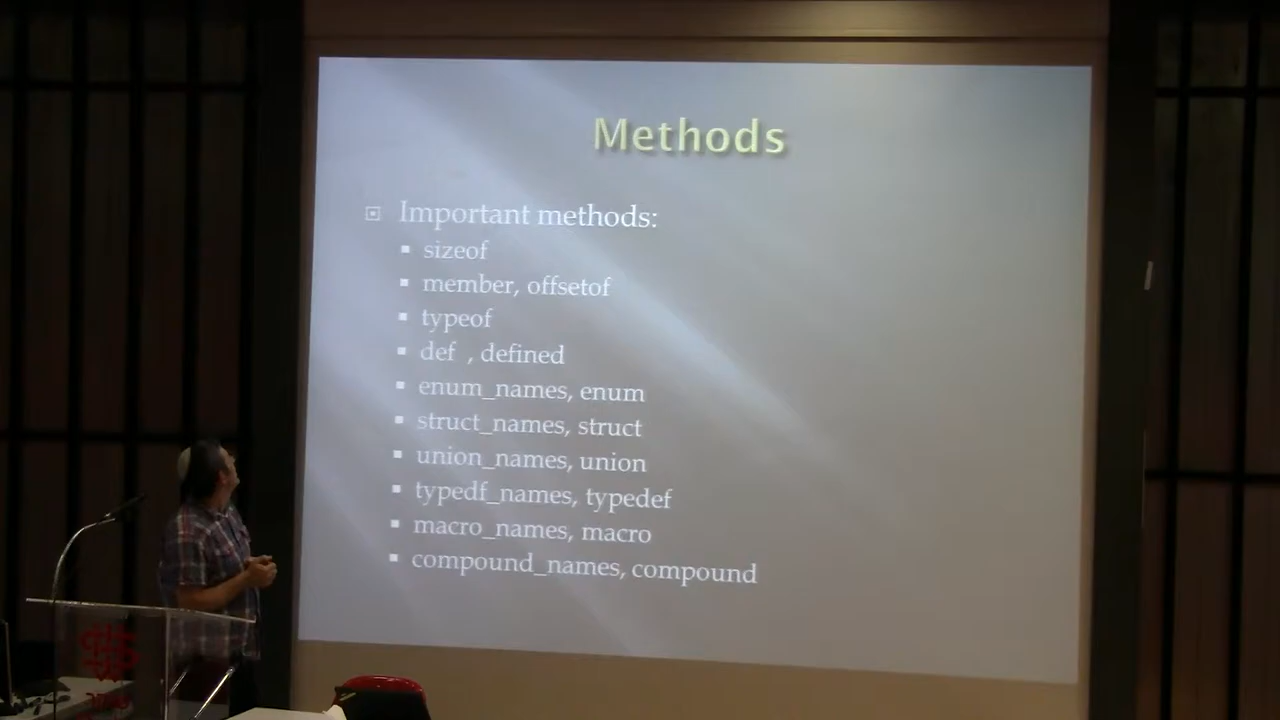 Methods
Important methods:
sizeof
member, offsetof
typeof
def , defined
enum_names, enum
struct_names, struct
union_names, union
typedf_names, typedef
macro_names, macro
compound_names, compound